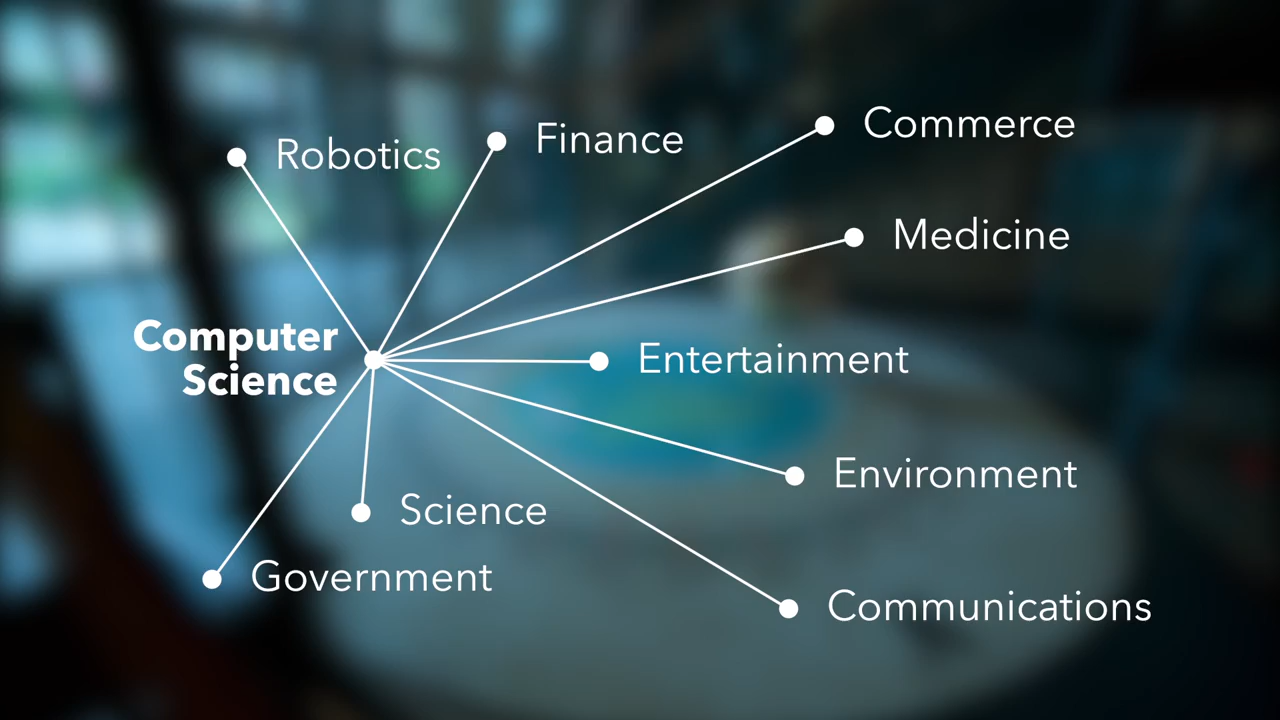 Commerce
Finance
Robotics
Medicine
Computer
Science
Entertainment
Environment
Science
Government
Communications